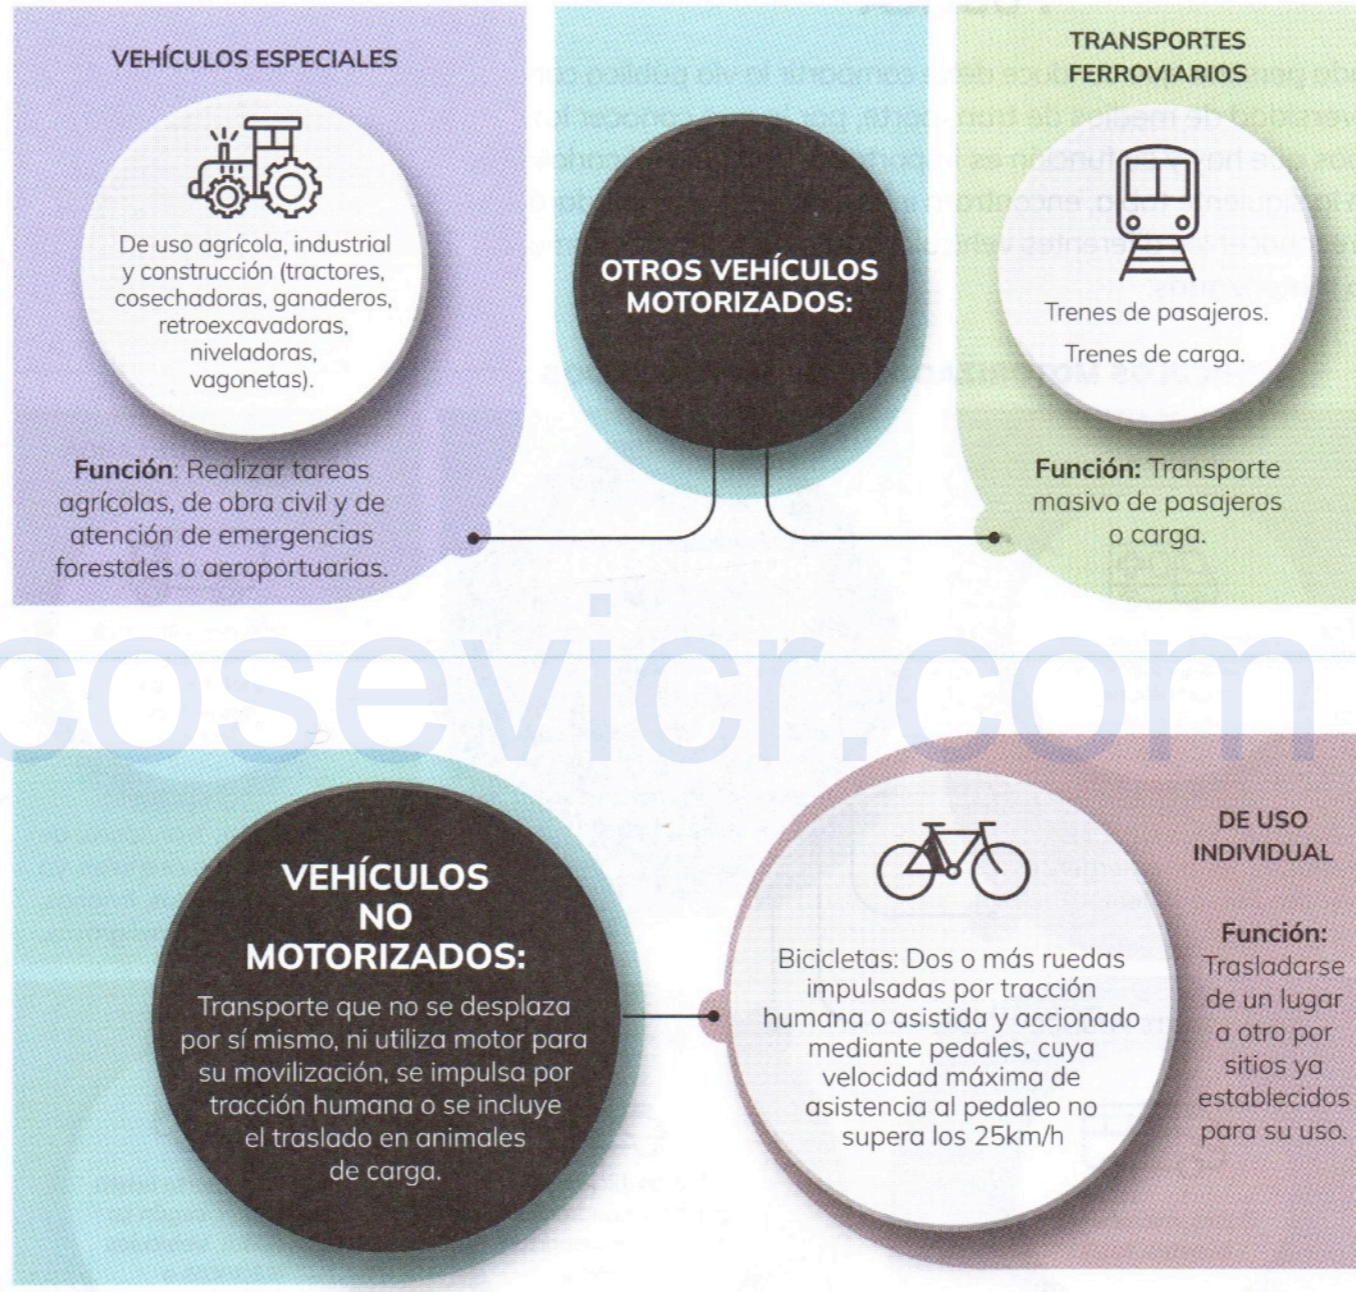 VEHÍCULOS ESPECIALES
De uso agrícola, industrial
y construcción (tractores,
cosechadoras, ganaderos,
retroexcavadoras,
niveladoras,
vagonetas).
Función: Realizar tareas
agrícolas, de obra civil y de
atención de emergencias
forestales o aeroportuarias.
OTROS VEHÍCULOS
MOTORIZADOS:
TRANSPORTES
FERROVIARIOS
Trenes de pasajeros.
Trenes de carga.
Función: Transporte
masivo de pasajeros
o carga.
cosevicr.com
VEHÍCULOS
NO
MOTORIZADOS:
Transporte que no se desplaza
por sí mismo, ni utiliza motor para
su movilización, se impulsa por
tracción humana o se incluye
el traslado en animales
de carga.
Bicicletas: Dos o más ruedas
impulsadas por tracción
humana o asistida y accionado
mediante pedales, cuya
velocidad máxima de
asistencia al pedaleo no
supera los 25km/h
DE USO
INDIVIDUAL
Función:
Trasladarse
de un lugar
a otro por
sitios ya
establecidos
para su uso.